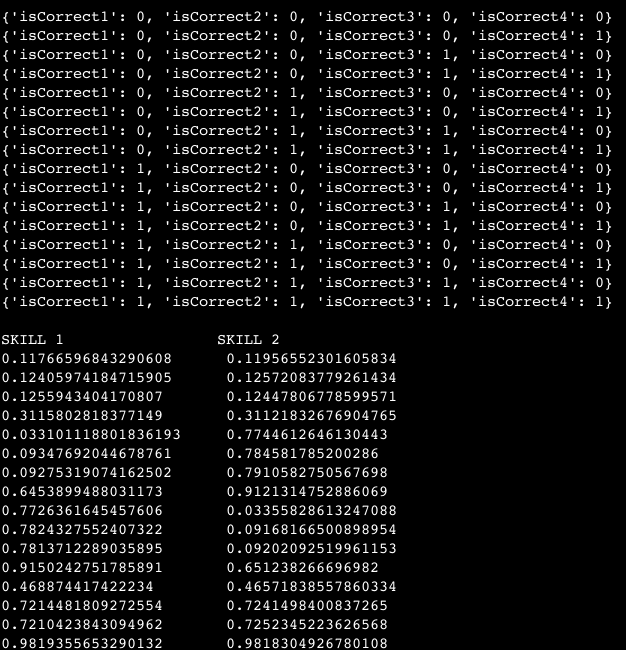 {'isCorrect1': 0, 'isCorrect2': 0, 'isCorrect3': 0, 'isCorrect4': 0}
{'isCorrect1': 0, 'isCorrect2': 0, 'isCorrect3': 0, 'isCorrect4': 1}
{'isCorrect1': 0, 'isCorrect2': 0, 'isCorrect3': 1, 'isCorrect4': 0}
{'isCorrect1': 0, 'isCorrect2': 0, 'isCorrect3': 1, 'isCorrect4': 1}
{'isCorrect1': 0, 'isCorrect2': 1, 'isCorrect3': 0, 'isCorrect4': 0}
{'isCorrect1': 0, 'isCorrect2': 1, 'isCorrect3': 0, 'isCorrect4': 1}
{'isCorrect1': 0, 'isCorrect2': 1, 'isCorrect3': 1, 'isCorrect4': 0}
{'isCorrect1': 0, 'isCorrect2': 1, 'isCorrect3': 1, 'isCorrect4': 1}
{'isCorrect1': 1, 'isCorrect2': 0, 'isCorrect3': 0, 'isCorrect4': 0}
{'isCorrect1': 1, 'isCorrect2': 0, 'isCorrect3': 0, 'isCorrect4': 1}
{'isCorrect1': 1, 'isCorrect2': 0, 'isCorrect3': 1, 'isCorrect4': 0}
{'isCorrect1': 1, 'isCorrect2': 0, 'isCorrect3': 1, 'isCorrect4': 1}
{'isCorrect1': 1, 'isCorrect2': 1, 'isCorrect3': 0, 'isCorrect4': 0}
{'isCorrect1': 1, 'isCorrect2': 1, 'isCorrect3': 0, 'isCorrect4': 1}
{'isCorrect1': 1, 'isCorrect2': 1, 'isCorrect3': 1, 'isCorrect4': 0}
{'isCorrect1': 1, 'isCorrect2': 1, 'isCorrect3': 1, 'isCorrect4': 1}
SKILL 1 SKILL 2
0.11766596843290608 0.11956552301605834
0.12405974184715905 0.12572083779261434
0.1255943404170807 0.12447806778599571
0.3115802818377149 0.31121832676904765
0.033101118801836193 0.7744612646130443
0.09347692044678761 0.784581785200286
0.09275319074162502 0.7910582750567698
0.6453899488031173 0.9121314752886069
0.7726361645457606 0.03355828613247088
0.7824327552407322 0.09168166500898954
0.7813712289035895 0.09202092519961153
0.9150242751785891 0.651238266696982
0.468874417422234 0.46571838557860334
0.7214481809272554 0.7241498400837265
0.7210423843094962 0.7252345223626568
0.9819355653290132 0.9818304926780108